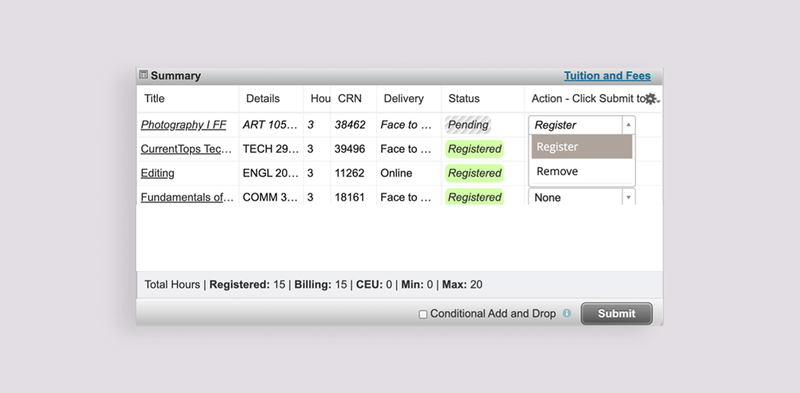 Summary Tuition and Fees
Title Details Hou CRN Delivery Status Action - Click Submit to
Photography I FF ART 105... 3 38462 Face to ... Pending Register
CurrentTops Tec... TECH 29... 3 39496 Face to ... Registered Register
Editing ENGL 20... 3 11262 Online Registered Remove
Fundamentals of... COMM 3... 3 18161 Face to ... Registered None
Total Hours | Registered: 15 | Billing: 15 | CEU: 0 | Min: 0 | Max: 20
Conditional Add and Drop Submit